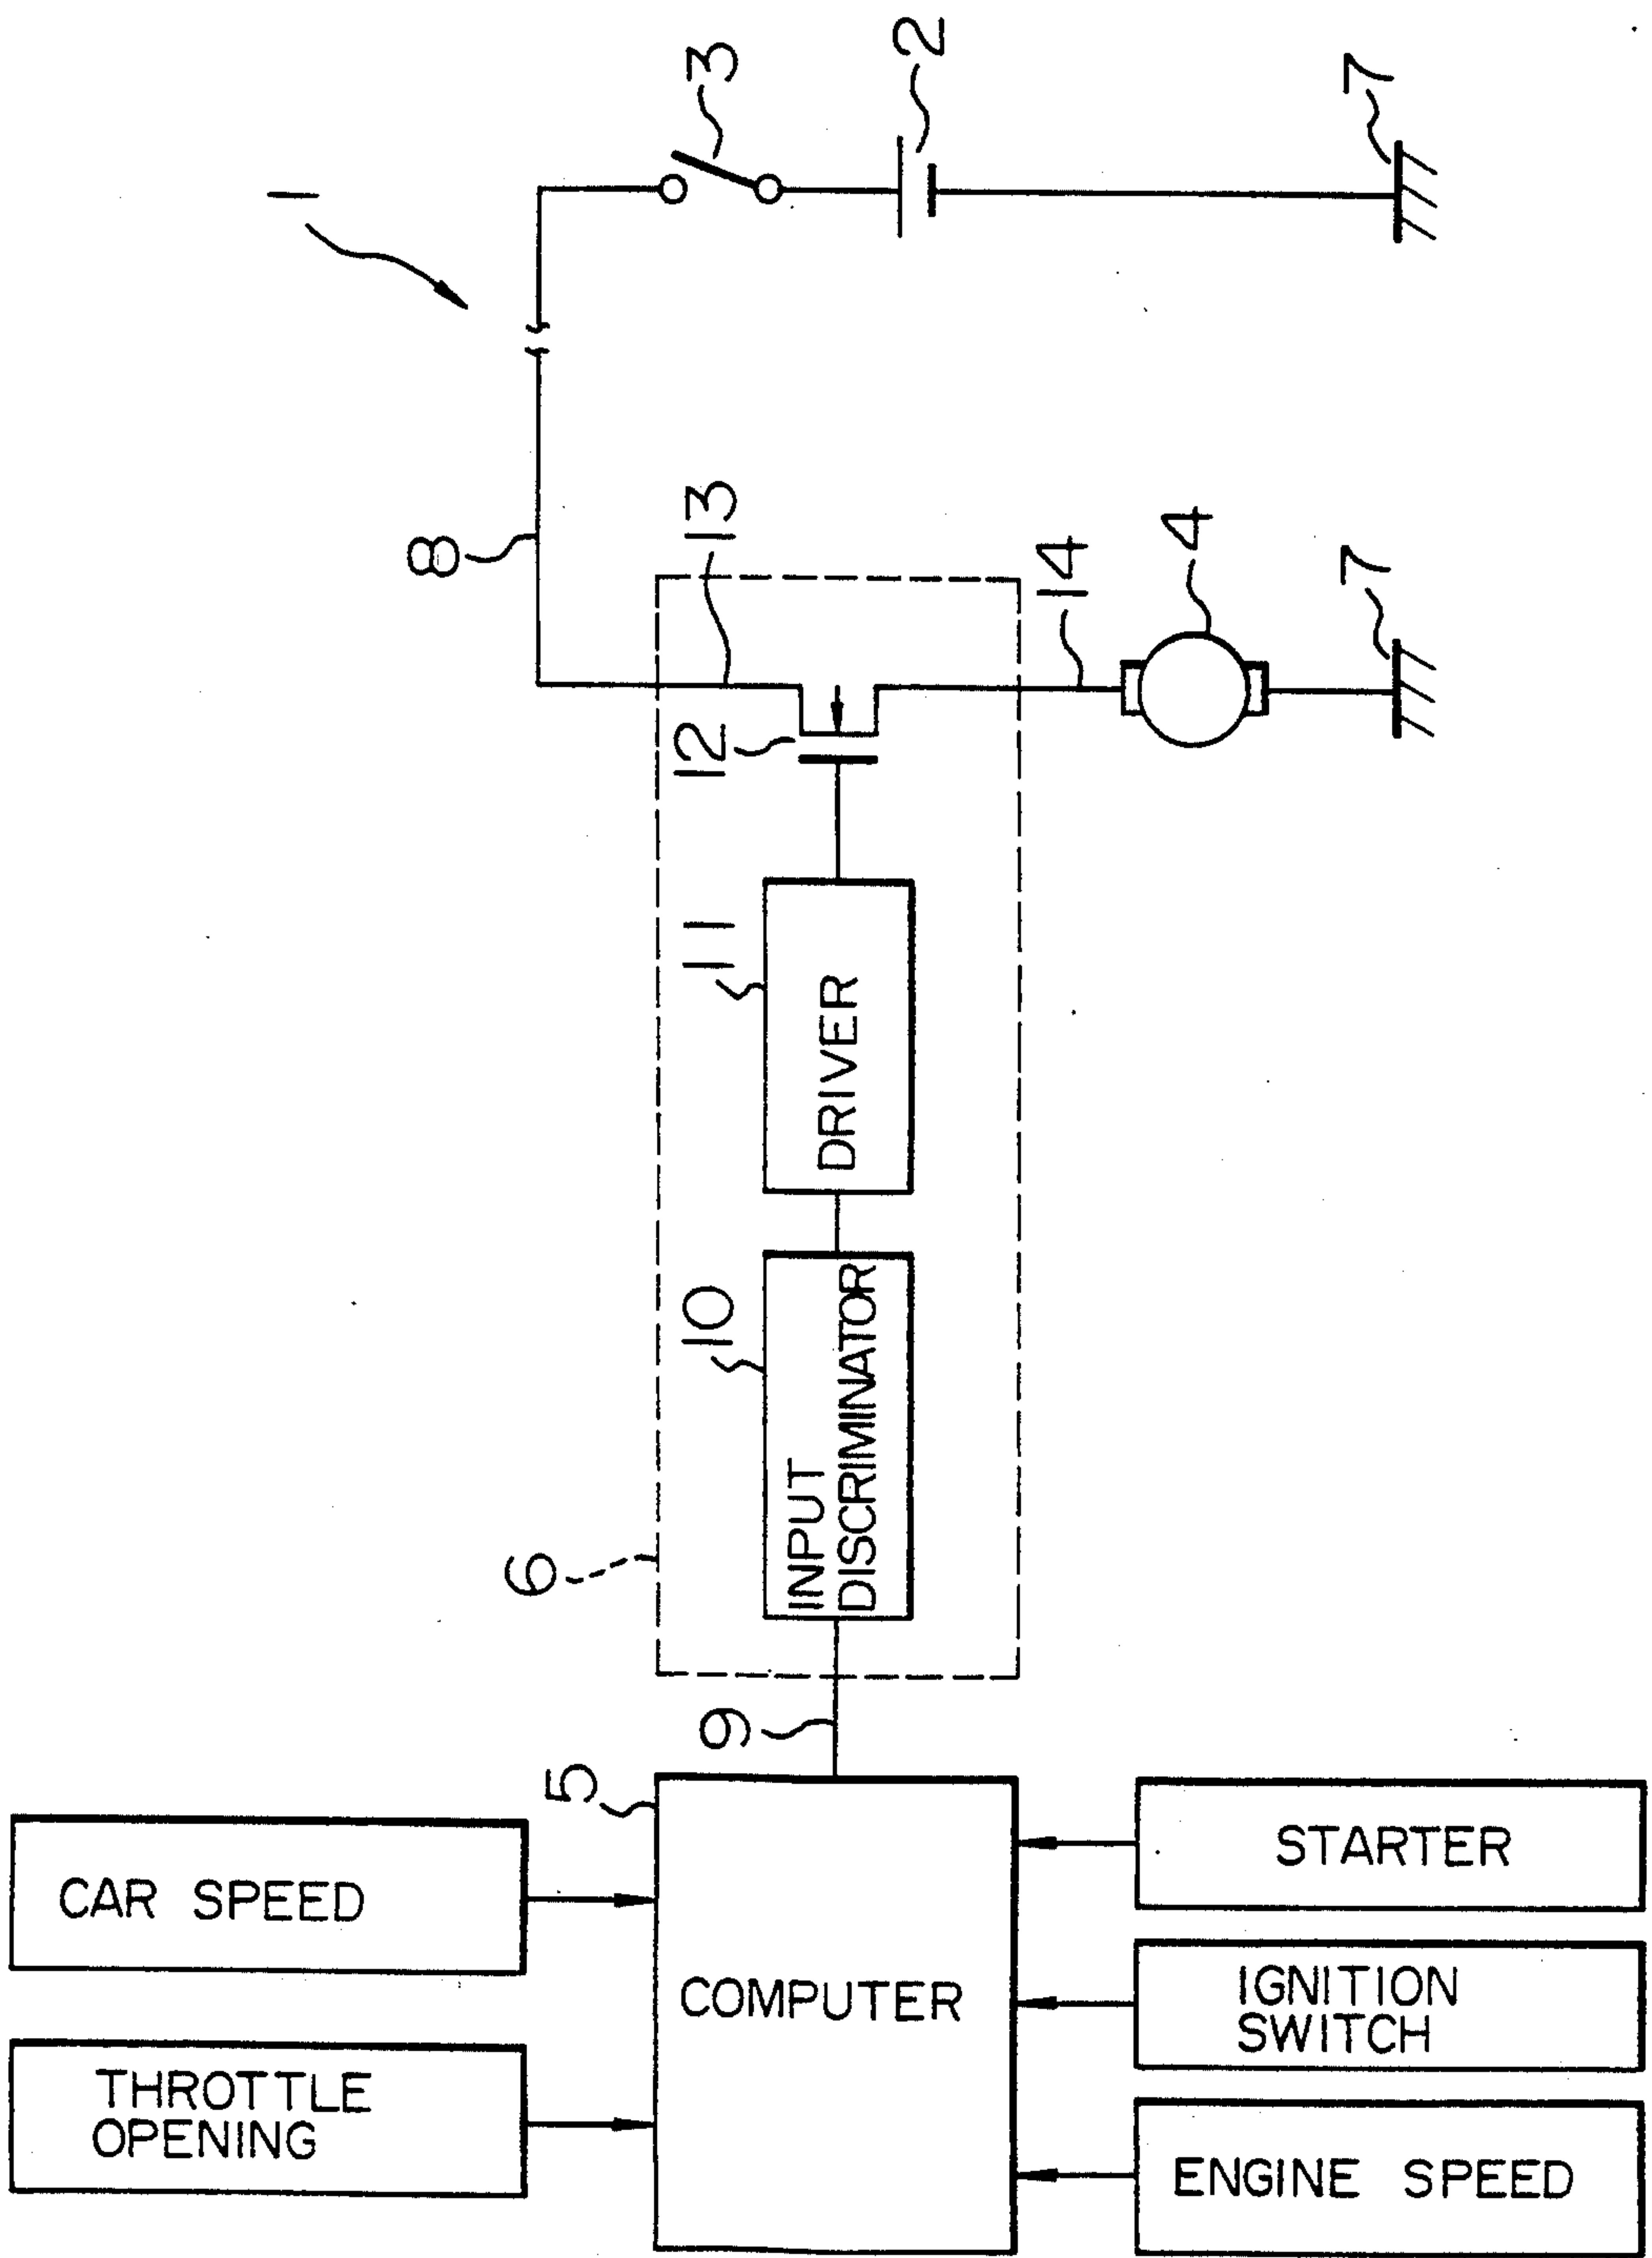 1
8
3
2
7
13
12
14
4
7
11
DRIVER
10
INPUT
DISCRIMINATOR
6
9
5
COMPUTER
CAR SPEED
THROTTLE
OPENING
STARTER
IGNITION
SWITCH
ENGINE SPEED